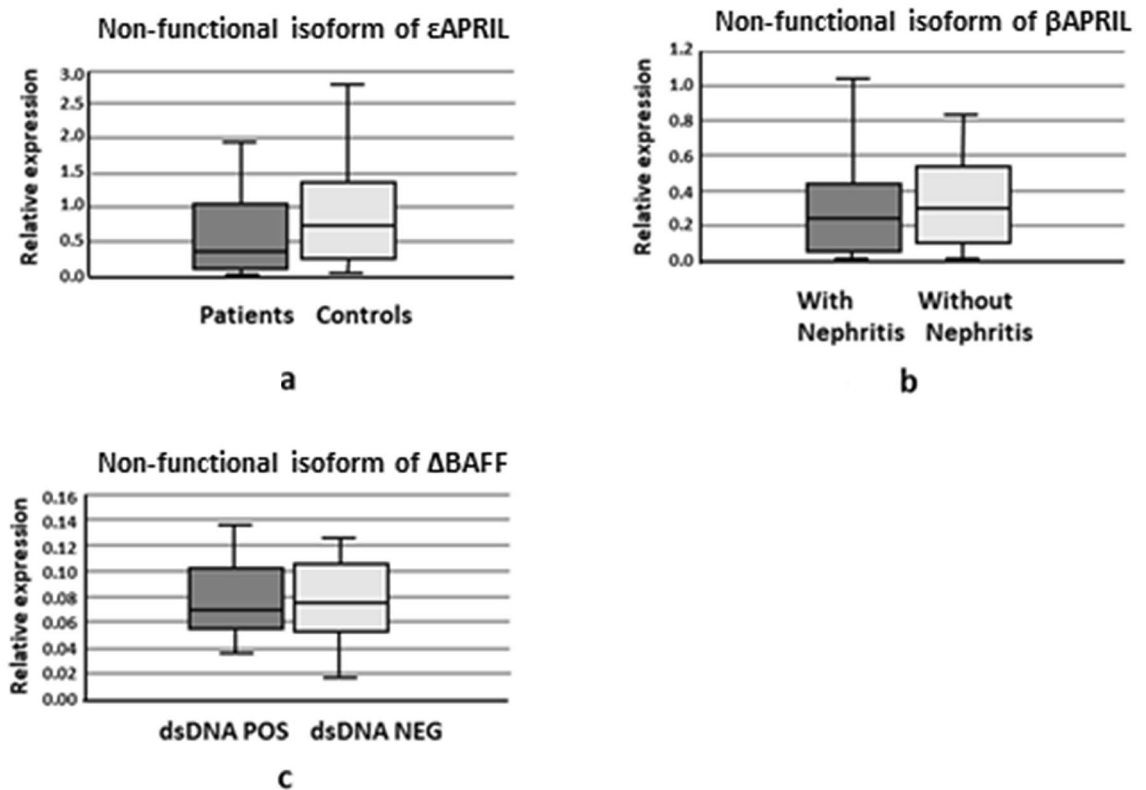 Non-functional isoform of εAPRIL
Relative expression
3.0
2.5
2.0
1.5
1.0
0.5
0.0
Patients Controls
a
Non-functional isoform of βAPRIL
Relative expression
1.2
1.0
0.8
0.6
0.4
0.2
0.0
With Without
Nephritis Nephritis
b
Non-functional isoform of ΔBAFF
Relative expression
0.16
0.14
0.12
0.10
0.08
0.06
0.04
0.02
0.00
dsDNA POS dsDNA NEG
c